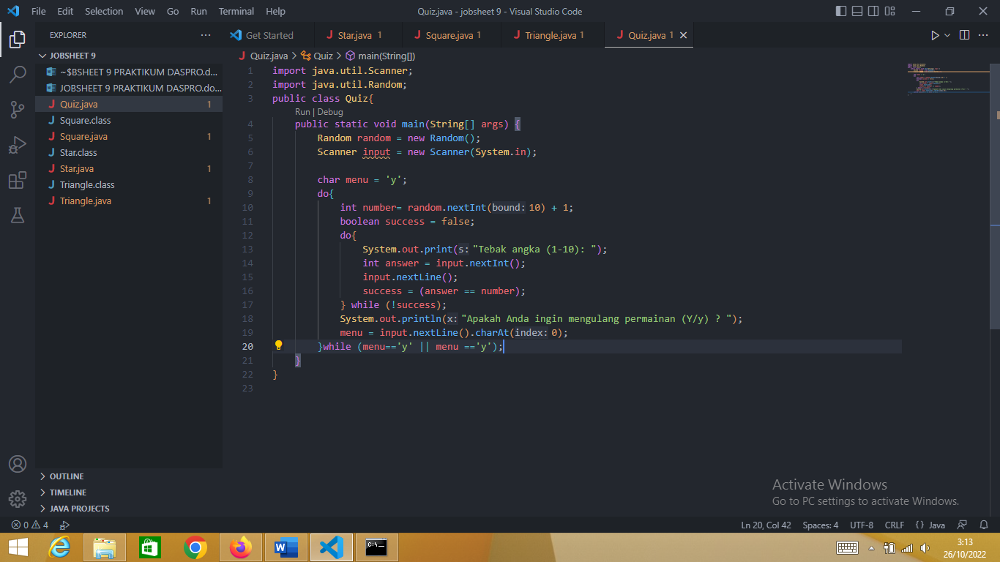 File Edit Selection View Go Run Terminal Help Quiz.java - jobsheet 9 - Visual Studio Code
EXPLORER ··· Get Started Star.java 1 Square.java 1 Triangle.java 1 Quiz.java 1
JOBSHEET 9
~$BSHEET 9 PRAKTIKUM DASPRO.d...
JOBSHEET 9 PRAKTIKUM DASPRO.do...
Quiz.java 1
Square.class
Square.java 1
Star.class
Star.java 1
Triangle.class
Triangle.java 1
OUTLINE
TIMELINE
JAVA PROJECTS
Quiz.java > Quiz > main(String[])
1 import java.util.Scanner;
2 import java.util.Random;
3 public class Quiz{
Run | Debug
4 public static void main(String[] args) {
5 Random random = new Random();
6 Scanner input = new Scanner(System.in);
7
8 char menu = 'y';
9 do{
10 int number= random.nextInt(bound: 10) + 1;
11 boolean success = false;
12 do{
13 System.out.print(s: "Tebak angka (1-10): ");
14 int answer = input.nextInt();
15 input.nextLine();
16 success = (answer == number);
17 } while (!success);
18 System.out.println(x: "Apakah Anda ingin mengulang permainan (Y/y) ? ");
19 menu = input.nextLine().charAt(index: 0);
20 }while (menu=='y' || menu =='y');
21 }
22 }
23
Activate Windows
Go to PC settings to activate Windows.
0 4 Ln 20, Col 42 Spaces: 4 UTF-8 CRLF {} Java
3:13
26/10/2022